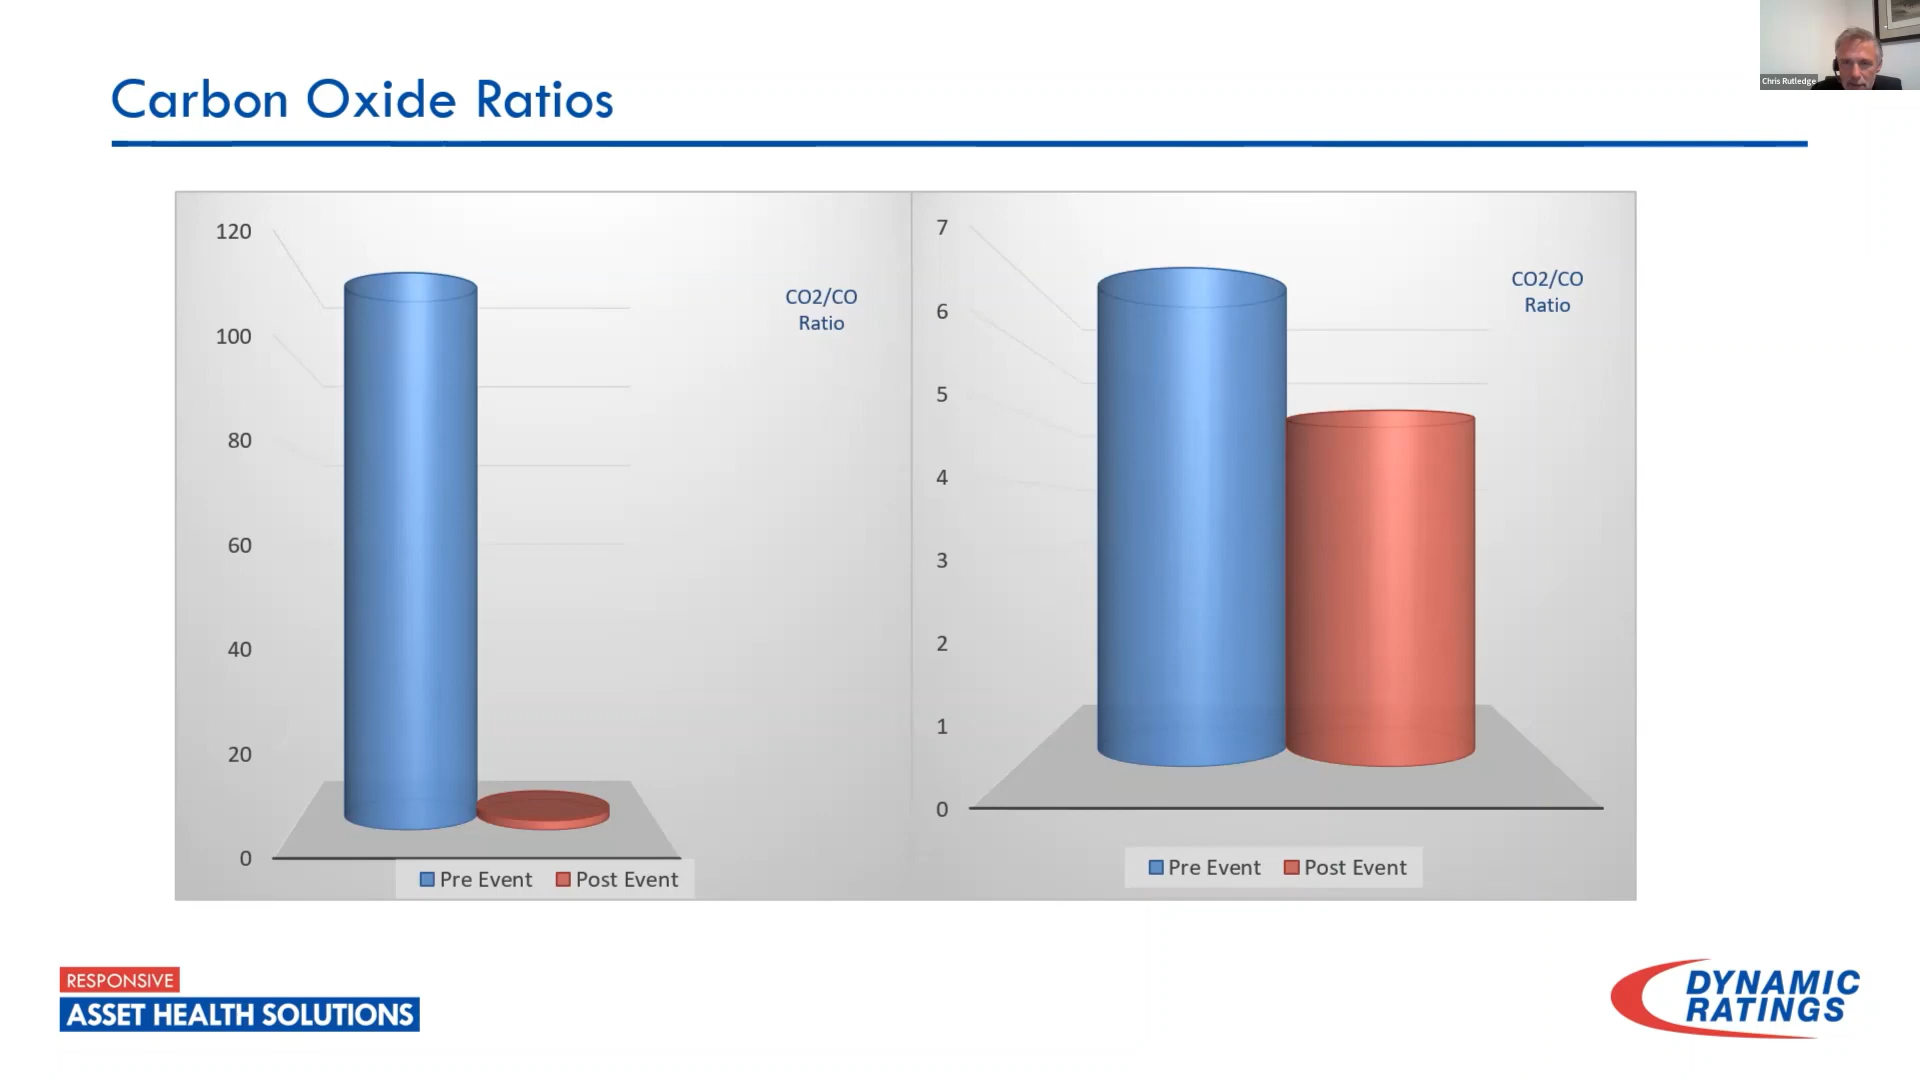 Carbon Oxide Ratios
Chris Rutledge
120
100
80
60
40
20
0
CO2/CO
Ratio
Pre Event
Post Event
7
6
5
4
3
2
1
0
CO2/CO
Ratio
Pre Event
Post Event
RESPONSIVE
ASSET HEALTH SOLUTIONS
DYNAMIC
RATINGS